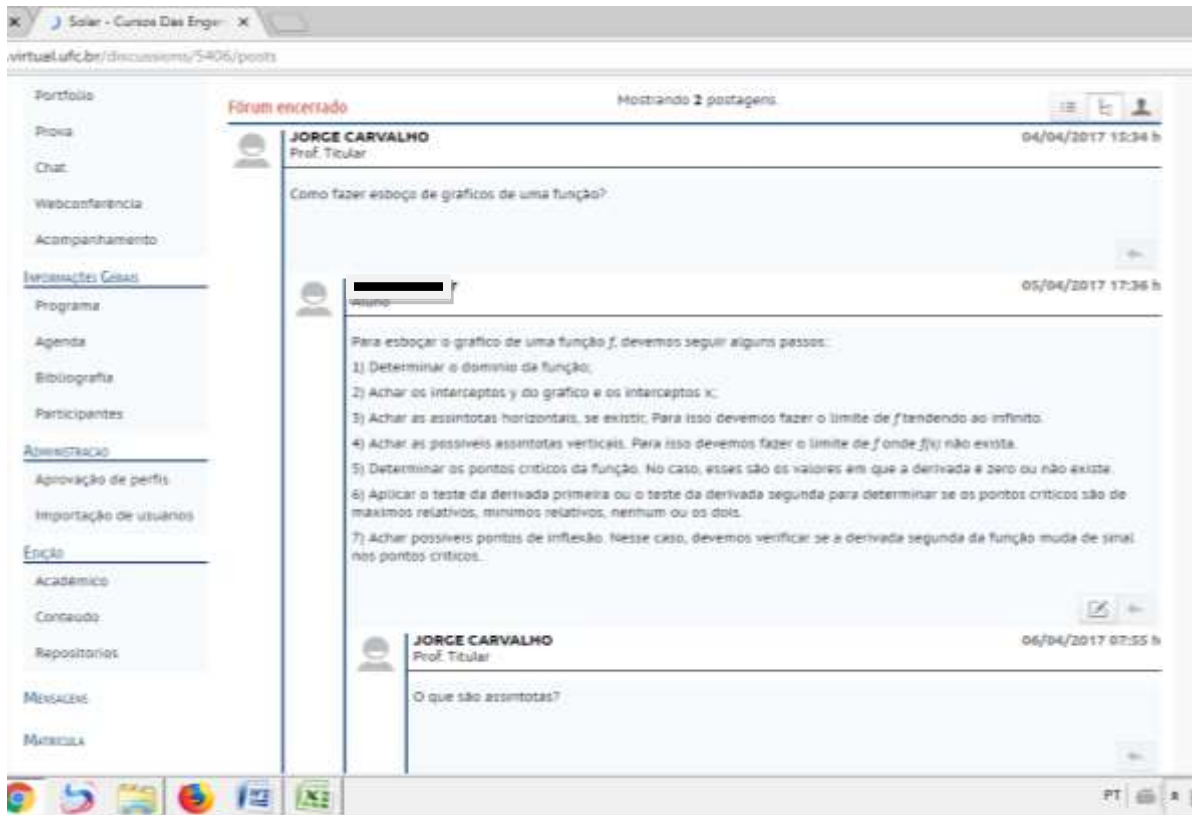 Solar - Cursos Das Enge
virtual.ufc.br/discussions/5406/posts
Portfolio
Prova
Chat
Webconferência
Acompanhamento
Informações Gerais
Programa
Agenda
Bibliografia
Participantes
Administração
Aprovação de perfis
Importação de usuários
Edição
Acadêmico
Conteudo
Repositorios
Mensagens
Matrícula
Fórum encerrado
Mostrando 2 postagens
JORGE CARVALHO
04/04/2017 15:34 h
Prof. Titular
Como fazer esboço de gráficos de uma função?
05/04/2017 17:36 h
Aluno
Para esboçar o gráfico de uma função f, devemos seguir alguns passos:
1) Determinar o domínio da função;
2) Achar os interceptos y do gráfico e os interceptos x;
3) Achar as assintotas horizontais, se existir. Para isso devemos fazer o limite de f tendendo ao infinito.
4) Achar as possíveis assintotas verticais. Para isso devemos fazer o limite de f onde f(x) não exista.
5) Determinar os pontos críticos da função. No caso, esses são os valores em que a derivada é zero ou não existe.
6) Aplicar o teste da derivada primeira ou o teste da derivada segunda para determinar se os pontos críticos são de
máximos relativos, mínimos relativos, nenhum ou os dois.
7) Achar possíveis pontos de inflexão. Nesse caso, devemos verificar se a derivada segunda da função muda de sinal
nos pontos críticos.
JORGE CARVALHO
06/04/2017 07:55 h
Prof. Titular
O que são assintotas?
PT